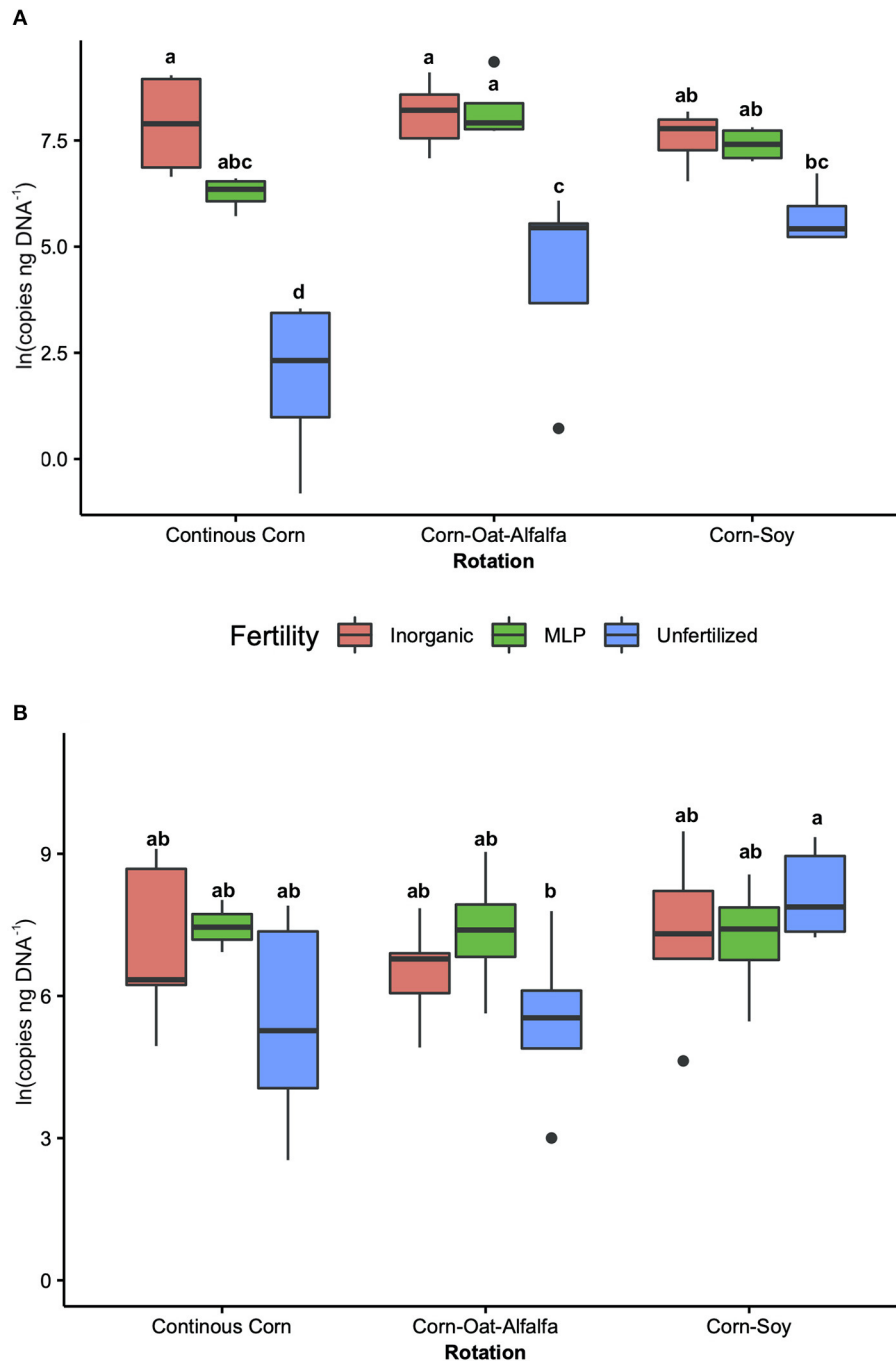 A
a
a
a
ab
ab
abc
c
bc
d
7.5
5.0
2.5
0.0
ln(copies ng DNA⁻¹)
Continous Corn Corn-Oat-Alfalfa Corn-Soy
Rotation
Fertility Inorganic MLP Unfertilized
B
ab
ab
ab
ab
ab
b
ab
ab
a
9
6
3
0
ln(copies ng DNA⁻¹)
Continous Corn Corn-Oat-Alfalfa Corn-Soy
Rotation